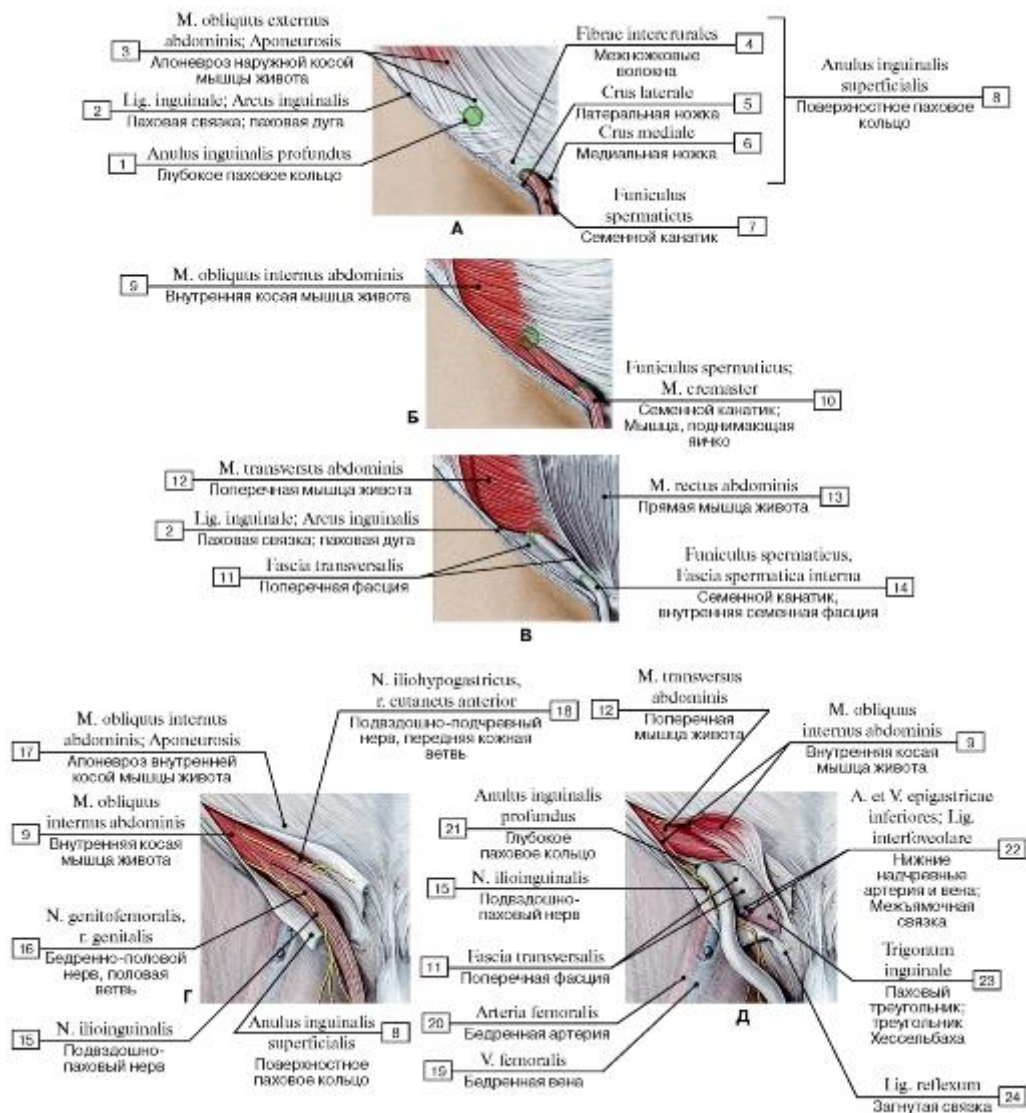 M. obliquus externus
abdominis; Aponeurosis
3
Апоневроз наружной косой
мышцы живота
Lig. inguinale; Arcus inguinalis
2
Паховая связка; паховая дуга
Anulus inguinalis profundus
1
Глубокое паховое кольцо
Fibrae intercrurales
4
Межножковые
волокна
Crus laterale
5
Латеральная ножка
Crus mediale
6
Медиальная ножка
Anulus inguinalis
superficialis
8
Поверхностное паховое
кольцо
Funiculus
spermaticus
7
Семенной канатик
А
M. obliquus internus abdominis
9
Внутренняя косая мышца живота
Funiculus spermaticus;
M. cremaster
10
Семенной канатик;
Мышца, поднимающая
яичко
Б
M. transversus abdominis
12
Поперечная мышца живота
Lig. inguinale; Arcus inguinalis
2
Паховая связка; паховая дуга
Fascia transversalis
11
Поперечная фасция
M. rectus abdominis
13
Прямая мышца живота
Funiculus spermaticus,
Fascia spermatica interna
14
Семенной канатик,
внутренняя семенная фасция
В
N. iliohypogastricus,
r. cutaneus anterior
18
Подвздошно-подчревный
нерв, передняя кожная
ветвь
M. obliquus internus
abdominis; Aponeurosis
17
Апоневроз внутренней
косой мышцы живота
M. obliquus
internus abdominis
9
Внутренняя косая
мышца живота
N. genitofemoralis,
r. genitalis
16
Бедренно-половой
нерв, половая
ветвь
Г
N. ilioinguinalis
15
Подвздошно-
паховый нерв
Anulus inguinalis
superficialis
8
Поверхностное
паховое кольцо
M. transversus
abdominis
12
Поперечная
мышца живота
M. obliquus
internus abdominis
9
Внутренняя косая
мышца живота
Anulus inguinalis
profundus
21
Глубокое
паховое кольцо
N. ilioinguinalis
15
Подвздошно-
паховый нерв
Fascia transversalis
11
Поперечная фасция
Arteria femoralis
20
Бедренная артерия
V. femoralis
19
Бедренная вена
A. et V. epigastricae
inferiores; Lig.
interfoveolare
22
Нижние
надчревные
артерия и вена;
Межъямочная
связка
Trigonum
inguinale
23
Паховый
треугольник;
треугольник
Хессельбаха
Д
Lig. reflexum
24
Загнутая связка